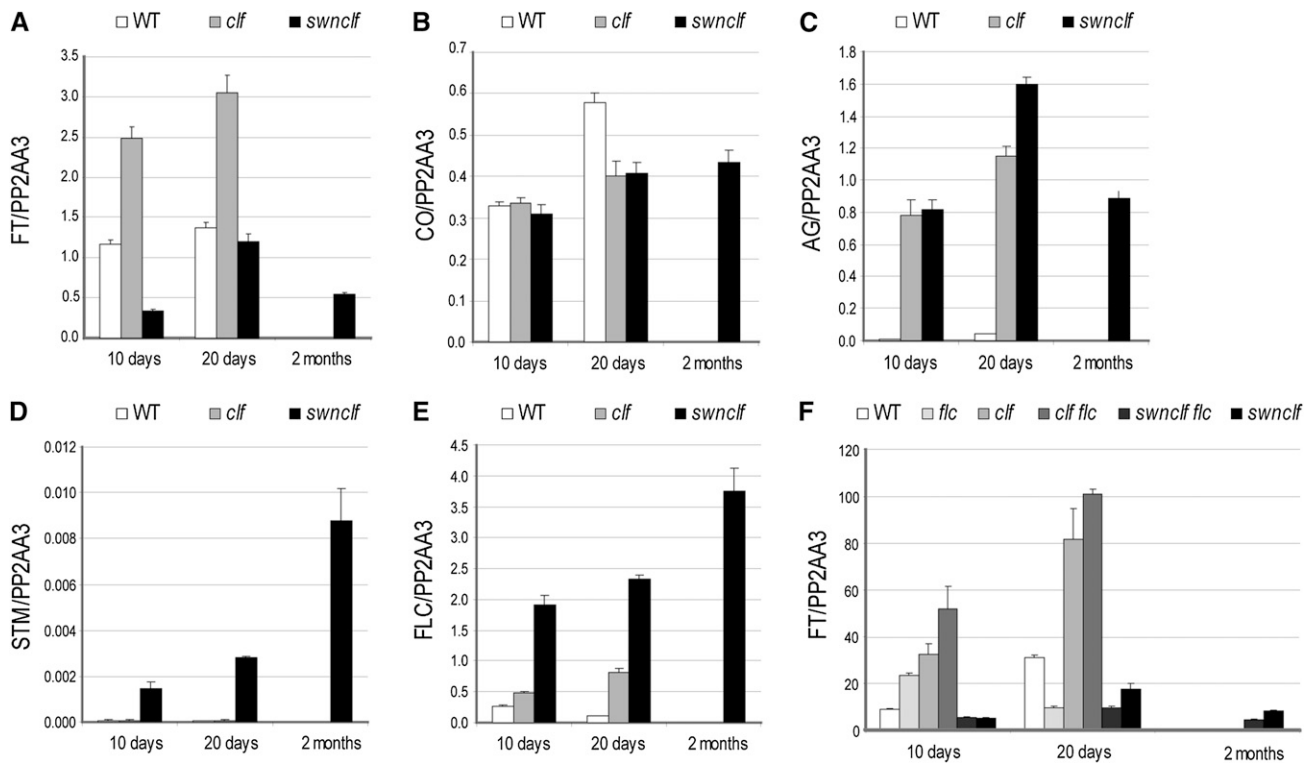 A
WT clf swnclf
FT/PP2AA3
3.5
3.0
2.5
2.0
1.5
1.0
0.5
0.0
10 days 20 days 2 months
B
WT clf swnclf
CO/PP2AA3
0.7
0.6
0.5
0.4
0.3
0.2
0.1
0.0
10 days 20 days 2 months
C
WT clf swnclf
AG/PP2AA3
1.8
1.6
1.4
1.2
1.0
0.8
0.6
0.4
0.2
0.0
10 days 20 days 2 months
D
WT clf swnclf
STM/PP2AA3
0.012
0.010
0.008
0.006
0.004
0.002
0.000
10 days 20 days 2 months
E
WT clf swnclf
FLC/PP2AA3
4.5
4.0
3.5
3.0
2.5
2.0
1.5
1.0
0.5
0.0
10 days 20 days 2 months
F
WT flc clf clf flc swnclf flc swnclf
FT/PP2AA3
120
100
80
60
40
20
0
10 days 20 days 2 months